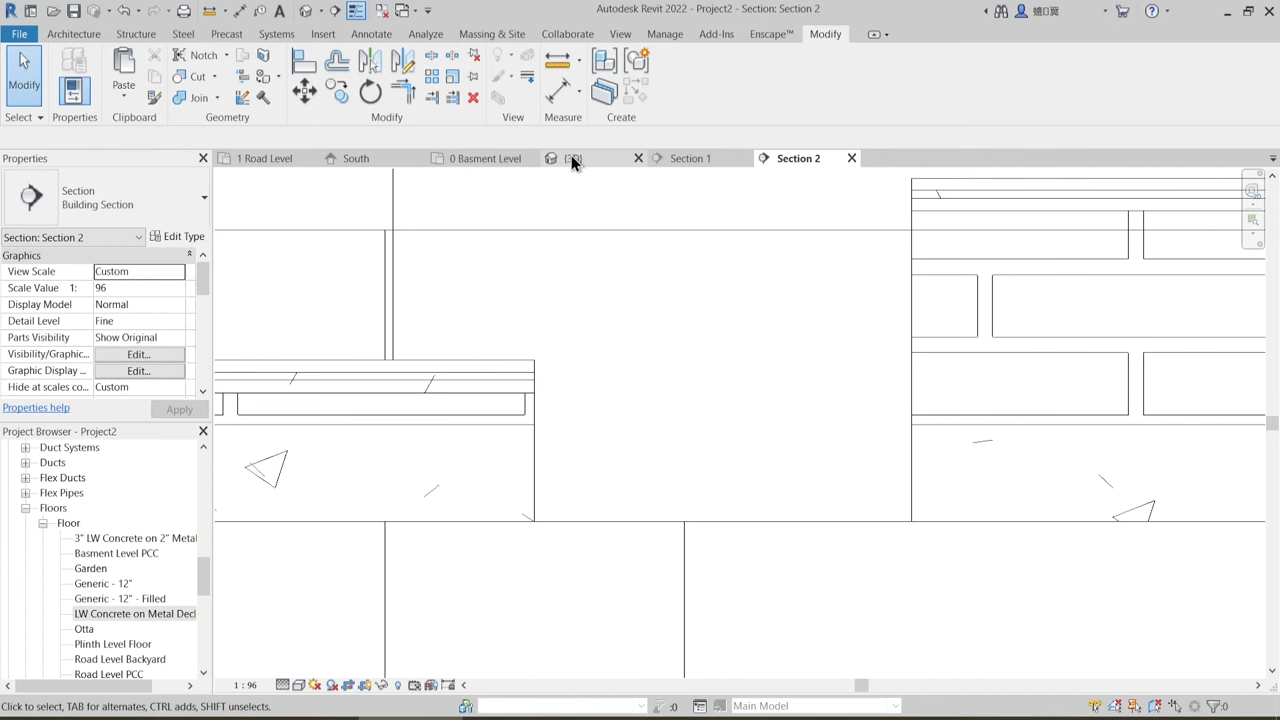 Autodesk Revit 2022 - Project2 - Section: Section 2
File Architecture Structure Steel Precast Systems Insert Annotate Analyze Massing & Site Collaborate View Manage Add-Ins Enscape™ Modify
Modify
Paste
Notch
Cut
Join
Select Properties Clipboard Geometry Modify View Measure Create
Properties
1 Road Level South 0 Basment Level Section 1 Section 2
Section
Building Section
Section: Section 2 Edit Type
Graphics
View Scale Custom
Scale Value 1: 96
Display Model Normal
Detail Level Fine
Parts Visibility Show Original
Visibility/Graphic... Edit...
Graphic Display ... Edit...
Hide at scales co... Custom
Properties help Apply
Project Browser - Project2
Duct Systems
Ducts
Flex Ducts
Flex Pipes
Floors
Floor
3" LW Concrete on 2" Metal
Basment Level PCC
Garden
Generic - 12"
Generic - 12" - Filled
LW Concrete on Metal Deck
Otta
Plinth Level Floor
Road Level Backyard
Road Level PCC
1 : 96
Click to select, TAB for alternates, CTRL adds, SHIFT unselects. :0 Main Model :0